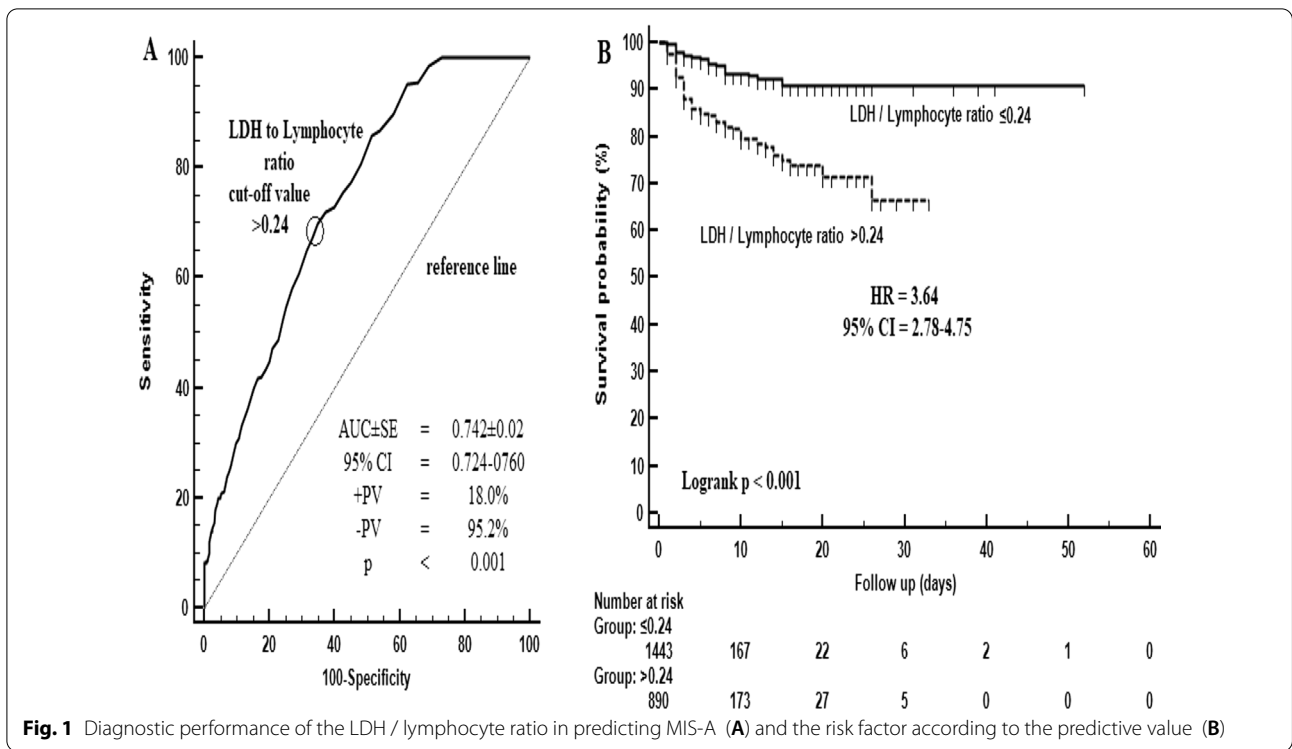 A
100
80
60
40
20
0
Sensitivity
LDH to Lymphocyte
ratio
cut-off value
>0.24
reference line
AUC±SE = 0.742±0.02
95% CI = 0.724-0760
+PV = 18.0%
-PV = 95.2%
p < 0.001
0 20 40 60 80 100
100-Specificity
B
100
90
80
70
60
50
40
30
20
10
0
Survival probability (%)
LDH / Lymphocyte ratio ≤0.24
LDH / Lymphocyte ratio >0.24
HR = 3.64
95% CI = 2.78-4.75
Logrank p < 0.001
0 10 20 30 40 50 60
Follow up (days)
Number at risk
Group: ≤0.24
1443 167 22 6 2 1 0
Group: >0.24
890 173 27 5 0 0 0
Fig. 1 Diagnostic performance of the LDH / lymphocyte ratio in predicting MIS-A (A) and the risk factor according to the predictive value (B)